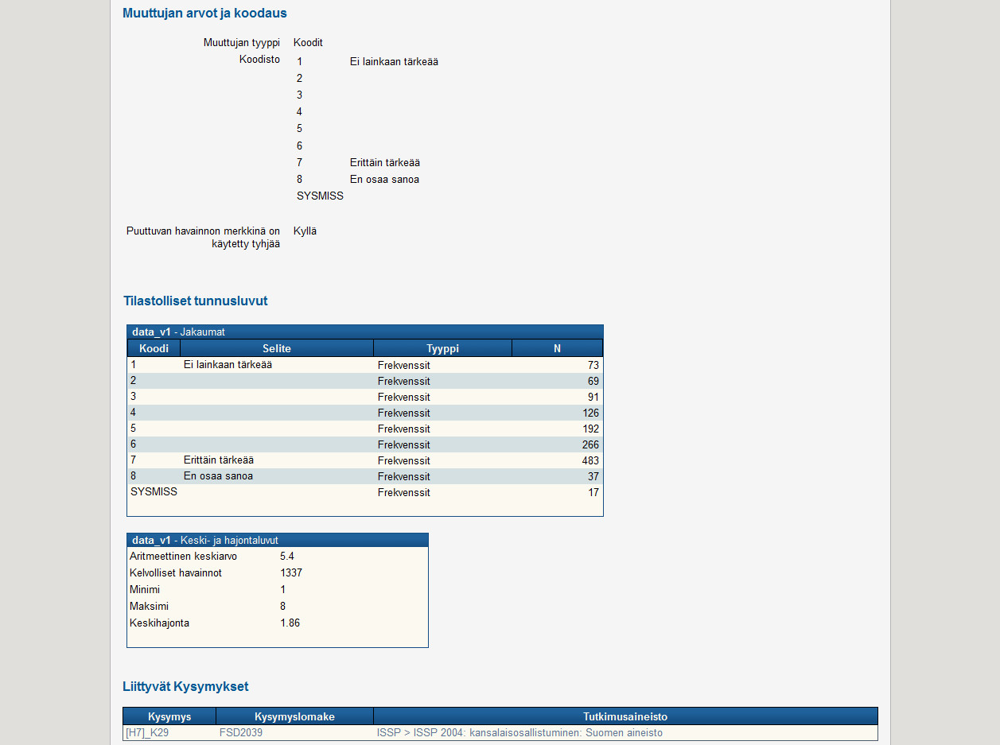 Muuttujan arvot ja koodaus
Muuttujan tyyppi Koodit
Koodisto 1 Ei lainkaan tärkeää
2
3
4
5
6
7 Erittäin tärkeää
8 En osaa sanoa
SYSMISS
Puuttuvan havainnon merkkinä on Kyllä
käytetty tyhjää
Tilastolliset tunnusluvut
data_v1 - Jakaumat
Koodi Selite Tyyppi N
1 Ei lainkaan tärkeää Frekvenssit 73
2 Frekvenssit 69
3 Frekvenssit 91
4 Frekvenssit 126
5 Frekvenssit 192
6 Frekvenssit 266
7 Erittäin tärkeää Frekvenssit 483
8 En osaa sanoa Frekvenssit 37
SYSMISS Frekvenssit 17
data_v1 - Keski- ja hajontaluvut
Aritmeettinen keskiarvo 5.4
Kelvolliset havainnot 1337
Minimi 1
Maksimi 8
Keskihajonta 1.86
Liittyvät Kysymykset
Kysymys Kysymyslomake Tutkimusaineisto
[H7]_K29 FSD2039 ISSP > ISSP 2004: kansalaisosallistuminen: Suomen aineisto